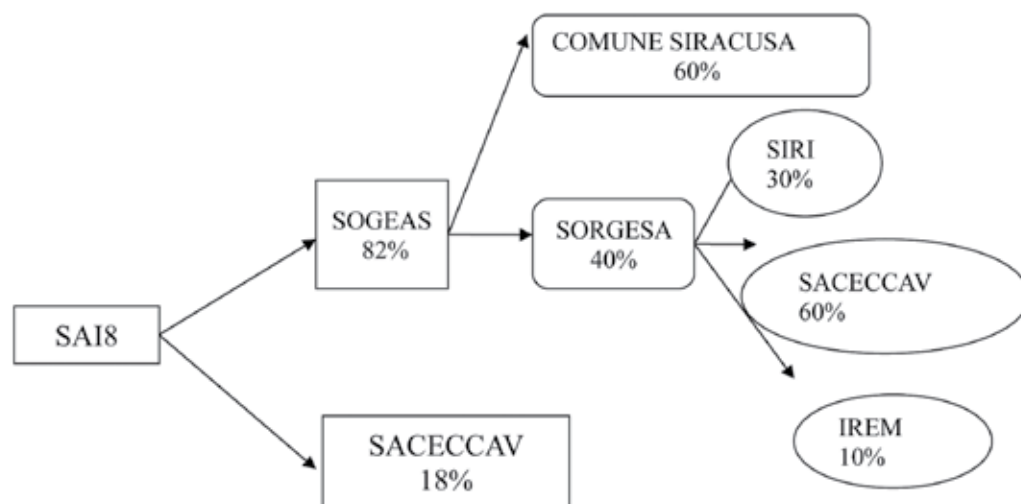 COMUNE SIRACUSA
60%
SIRI
30%
SOGEAS
82%
SORGESA
40%
SACECCAV
60%
SAI8
SACECCAV
18%
IREM
10%